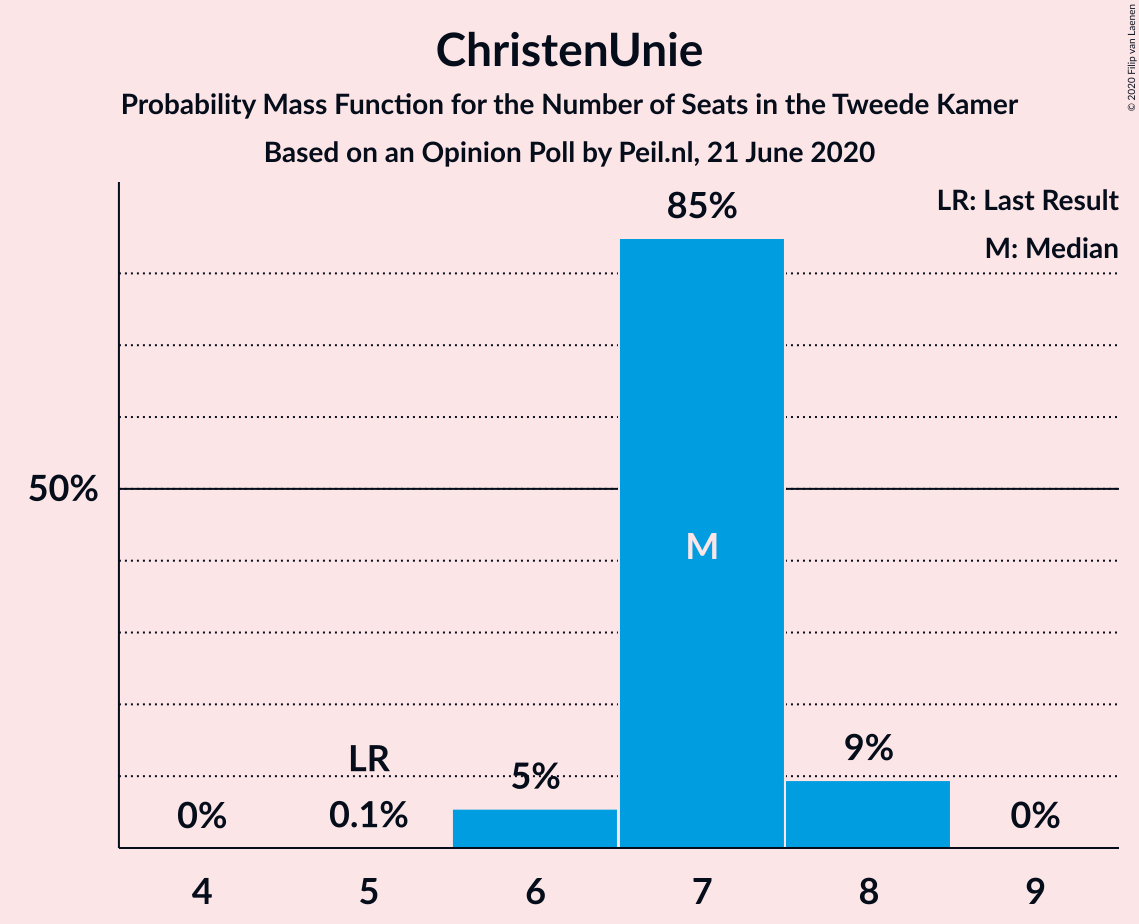 ChristenUnie
Probability Mass Function for the Number of Seats in the Tweede Kamer
Based on an Opinion Poll by Peil.nl, 21 June 2020
© 2020 Filip van Laenen
LR: Last Result
M: Median
85%
50%
M
LR
9%
5%
0%
0.1%
0%
4 5 6 7 8 9